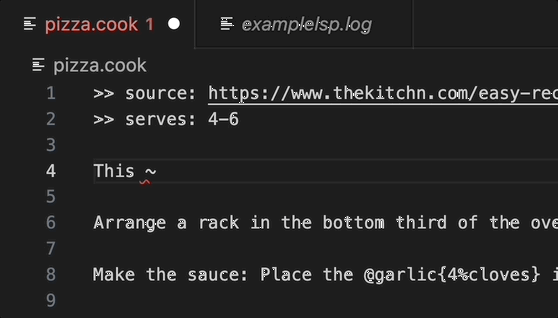 pizza.cook 1 examplelsp.log
pizza.cook
1 >> source: https://www.thekitchn.com/easy-rec
2 >> serves: 4-6
3
4 This ~
5
6 Arrange a rack in the bottom third of the ove
7
8 Make the sauce: Place the @garlic{4%cloves} i
9